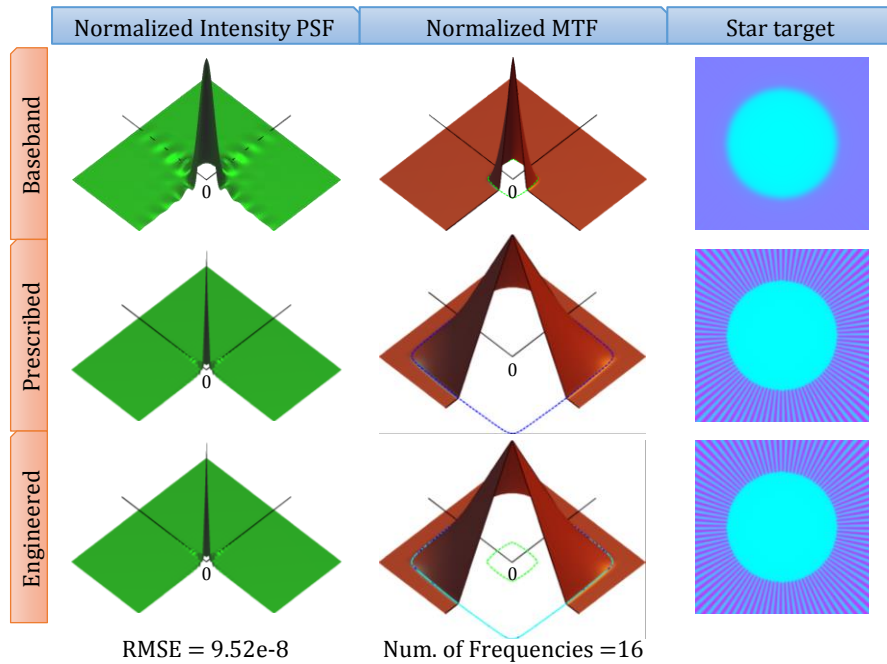 Normalized Intensity PSF
Normalized MTF
Star target
Baseband
0
0
Prescribed
0
0
Engineered
0
0
RMSE = 9.52e-8
Num. of Frequencies =16